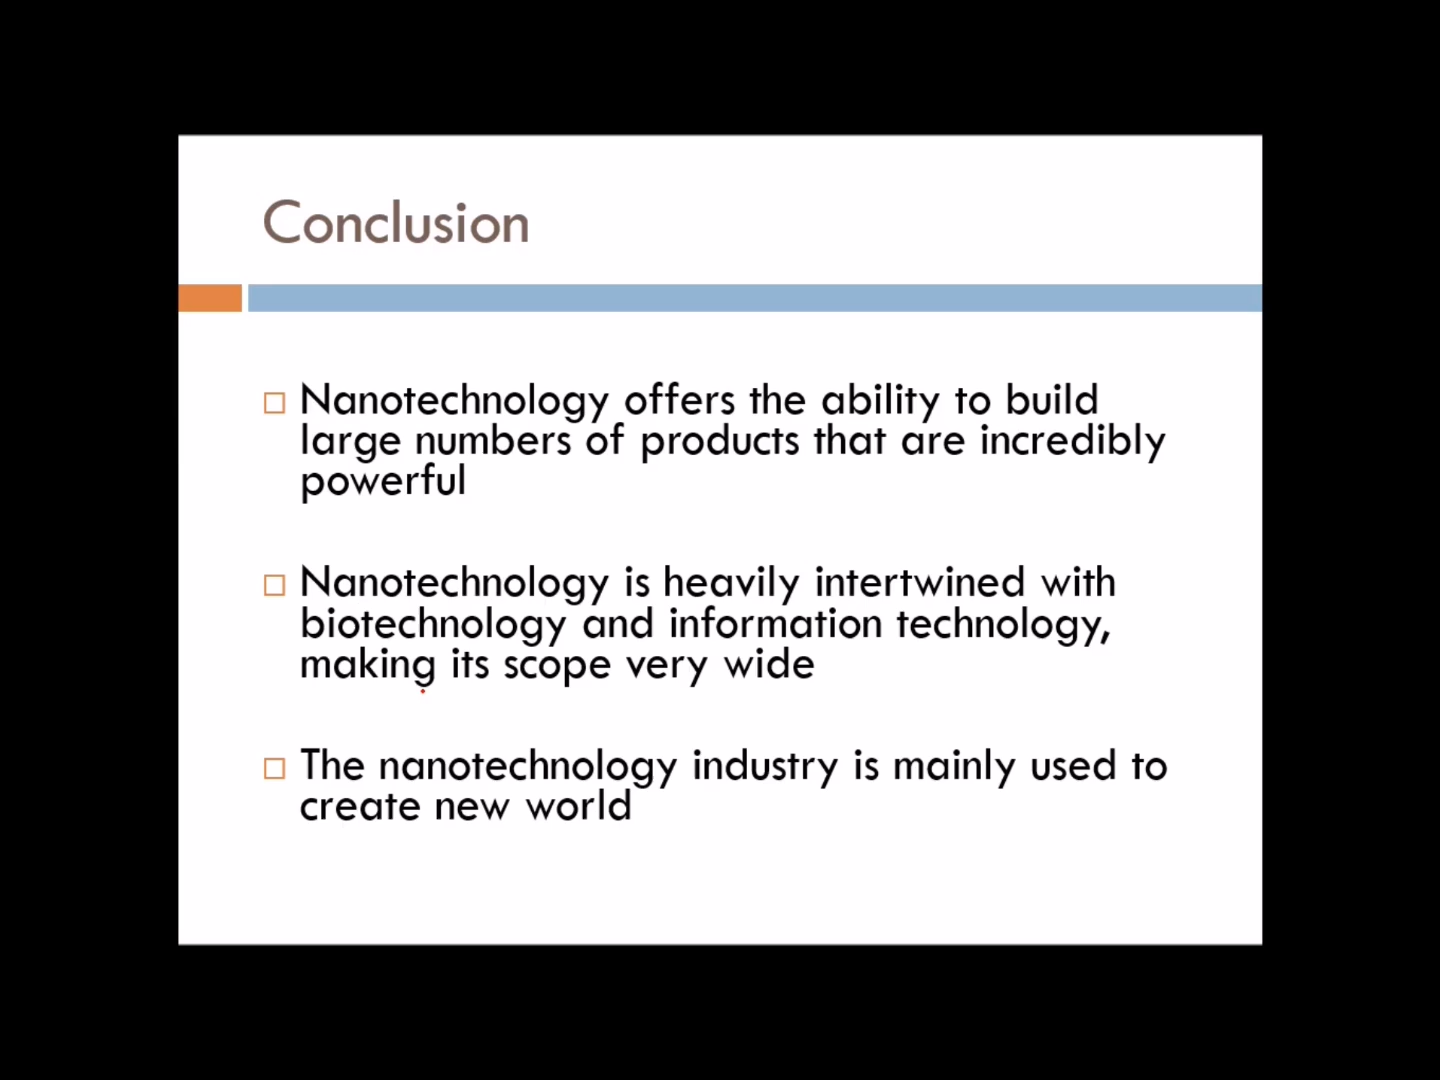 Conclusion
Nanotechnology offers the ability to build
large numbers of products that are incredibly
powerful
Nanotechnology is heavily intertwined with
biotechnology and information technology,
making its scope very wide
The nanotechnology industry is mainly used to
create new world